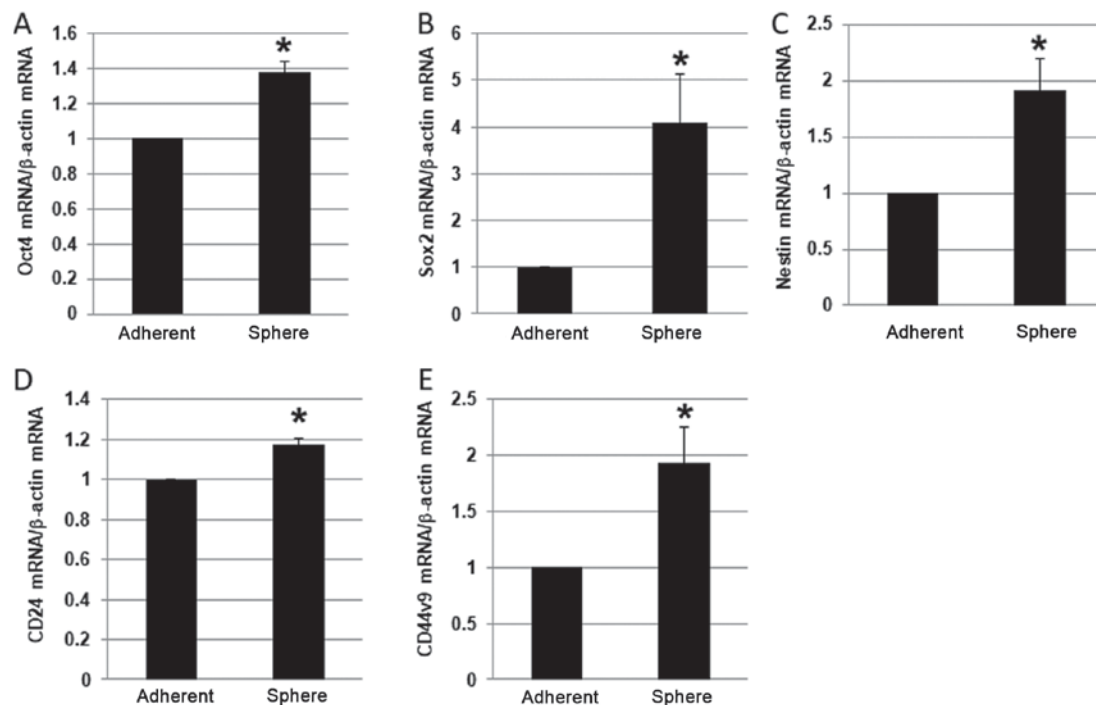 A
Oct4 mRNA/β-actin mRNA
1.6
1.4
1.2
1
0.8
0.6
0.4
0.2
0
*
Adherent Sphere
B
Sox2 mRNA/β-actin mRNA
6
5
4
3
2
1
0
*
Adherent Sphere
C
Nestin mRNA/β-actin mRNA
2.5
2
1.5
1
0.5
0
*
Adherent Sphere
D
CD24 mRNA/β-actin mRNA
1.4
1.2
1
0.8
0.6
0.4
0.2
0
*
Adherent Sphere
E
CD44v9 mRNA/β-actin mRNA
2.5
2
1.5
1
0.5
0
*
Adherent Sphere